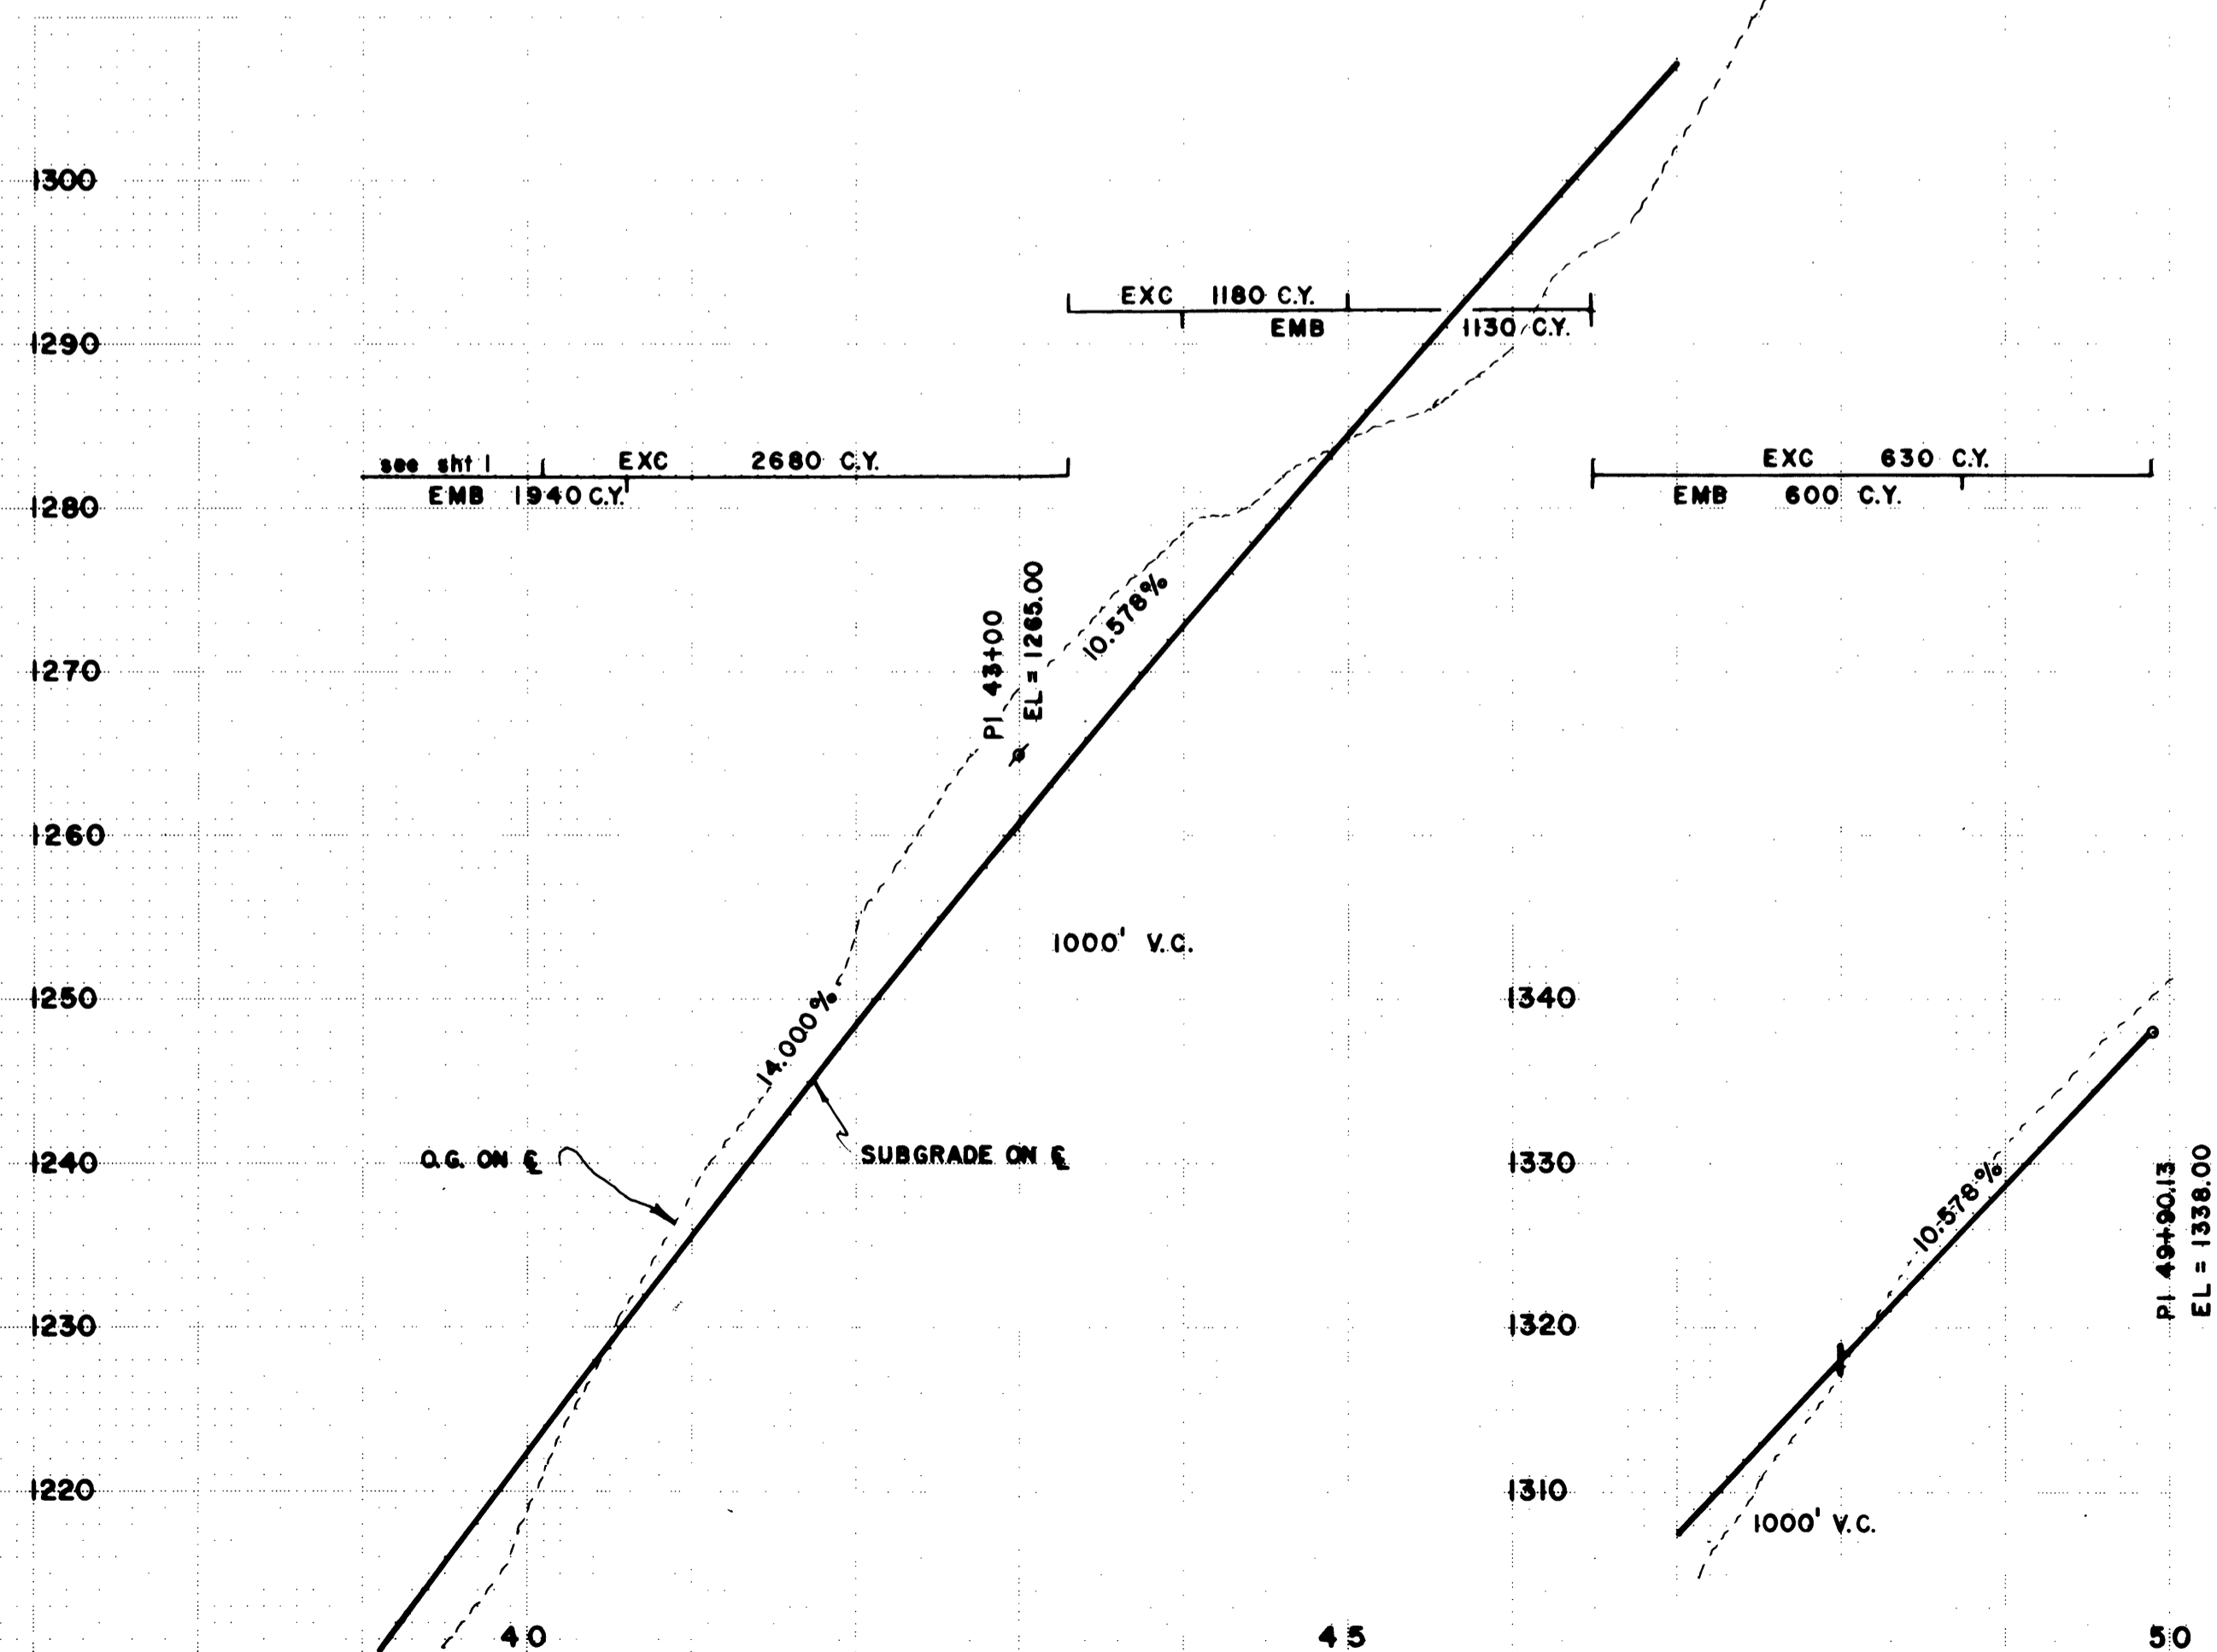 1300
EXC 1180 C.Y.
EMB 1130 C.Y.
1290
see sht 1 EXC 2680 C.Y.
EMB 1940 C.Y.
EXC 630 C.Y.
EMB 600 C.Y.
1280
PI 43+00
EL = 1265.00
10.578%
1270
1260
1000' V.C.
1250
14.000%
1340
O.G. ON ℄
SUBGRADE ON ℄
1240
1330
10.578%
PI 49+90.13
EL = 1338.00
1230
1320
1220
1310
1000' V.C.
40
45
50